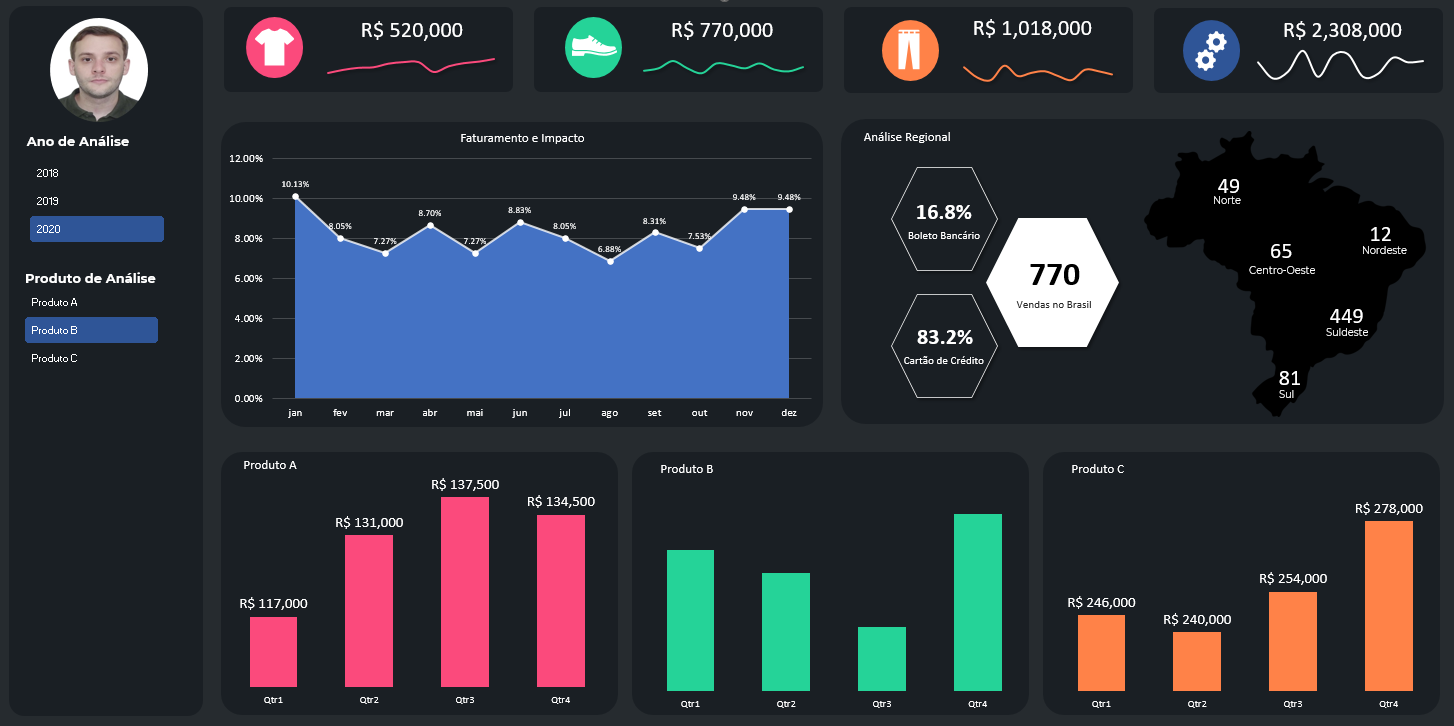 R$ 520,000
R$ 770,000
R$ 1,018,000
R$ 2,308,000
Ano de Análise
2018
2019
2020
Produto de Análise
Produto A
Produto B
Produto C
Faturamento e Impacto
12.00%
10.00%
8.00%
6.00%
4.00%
2.00%
0.00%
10.13%
8.05%
7.27%
8.70%
7.27%
8.83%
8.05%
6.88%
8.31%
7.53%
9.48%
9.48%
jan fev mar abr mai jun jul ago set out nov dez
Análise Regional
16.8%
Boleto Bancário
83.2%
Cartão de Crédito
770
Vendas no Brasil
49
Norte
12
Nordeste
65
Centro-Oeste
449
Suldeste
81
Sul
Produto A
R$ 117,000
R$ 131,000
R$ 137,500
R$ 134,500
Qtr1 Qtr2 Qtr3 Qtr4
Produto B
Qtr1 Qtr2 Qtr3 Qtr4
Produto C
R$ 246,000
R$ 240,000
R$ 254,000
R$ 278,000
Qtr1 Qtr2 Qtr3 Qtr4